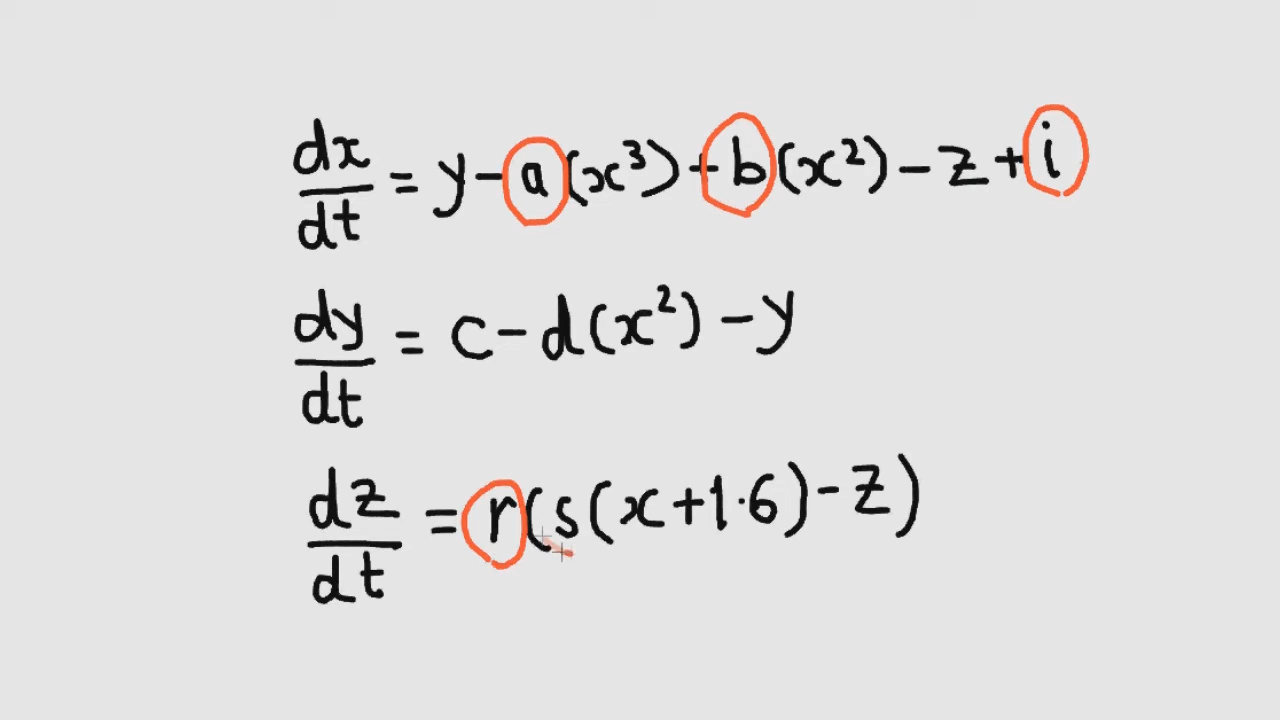 dx/dt = y - a(x³) + b(x²) - z + i
dy/dt = c - d(x²) - y
dz/dt = r(s(x+1.6) - z)